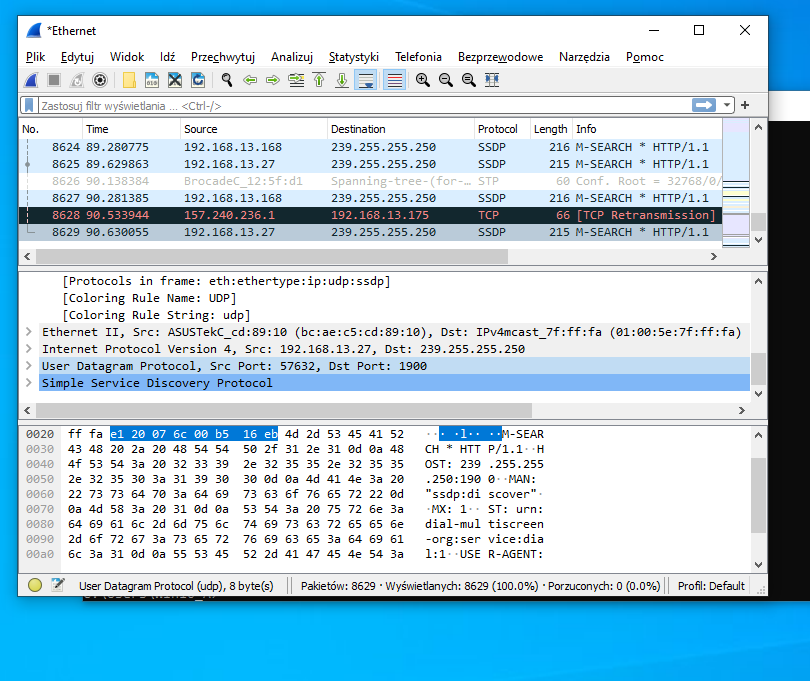 *Ethernet
Plik Edytuj Widok Idź Przechwytuj Analizuj Statystyki Telefonia Bezprzewodowe Narzędzia Pomoc
Zastosuj filtr wyświetlania ... <Ctrl-/>
No. Time Source Destination Protocol Length Info
8624 89.280775 192.168.13.168 239.255.255.250 SSDP 216 M-SEARCH * HTTP/1.1
8625 89.629863 192.168.13.27 239.255.255.250 SSDP 215 M-SEARCH * HTTP/1.1
8626 90.138384 BrocadeC_12:5f:d1 Spanning-tree-(for-… STP 60 Conf. Root = 32768/0/
8627 90.281385 192.168.13.168 239.255.255.250 SSDP 216 M-SEARCH * HTTP/1.1
8628 90.533944 157.240.236.1 192.168.13.175 TCP 66 [TCP Retransmission]
8629 90.630055 192.168.13.27 239.255.255.250 SSDP 215 M-SEARCH * HTTP/1.1
[Protocols in frame: eth:ethertype:ip:udp:ssdp]
[Coloring Rule Name: UDP]
[Coloring Rule String: udp]
Ethernet II, Src: ASUSTekC_cd:89:10 (bc:ae:c5:cd:89:10), Dst: IPv4mcast_7f:ff:fa (01:00:5e:7f:ff:fa)
Internet Protocol Version 4, Src: 192.168.13.27, Dst: 239.255.255.250
User Datagram Protocol, Src Port: 57632, Dst Port: 1900
Simple Service Discovery Protocol
0020 ff fa e1 20 07 6c 00 b5 16 eb 4d 2d 53 45 41 52 ··· ·l·· ··M-SEAR
0030 43 48 20 2a 20 48 54 54 50 2f 31 2e 31 0d 0a 48 CH * HTT P/1.1··H
0040 4f 53 54 3a 20 32 33 39 2e 32 35 35 2e 32 35 35 OST: 239 .255.255
0050 2e 32 35 30 3a 31 39 30 30 0d 0a 4d 41 4e 3a 20 .250:190 0··MAN:
0060 22 73 73 64 70 3a 64 69 73 63 6f 76 65 72 22 0d "ssdp:di scover"·
0070 0a 4d 58 3a 20 31 0d 0a 53 54 3a 20 75 72 6e 3a ·MX: 1·· ST: urn:
0080 64 69 61 6c 2d 6d 75 6c 74 69 73 63 72 65 65 6e dial-mul tiscreen
0090 2d 6f 72 67 3a 73 65 72 76 69 63 65 3a 64 69 61 -org:ser vice:dia
00a0 6c 3a 31 0d 0a 55 53 45 52 2d 41 47 45 4e 54 3a l:1··USE R-AGENT:
User Datagram Protocol (udp), 8 byte(s) Pakietów: 8629 · Wyświetlanych: 8629 (100.0%) · Porzuconych: 0 (0.0%) Profil: Default